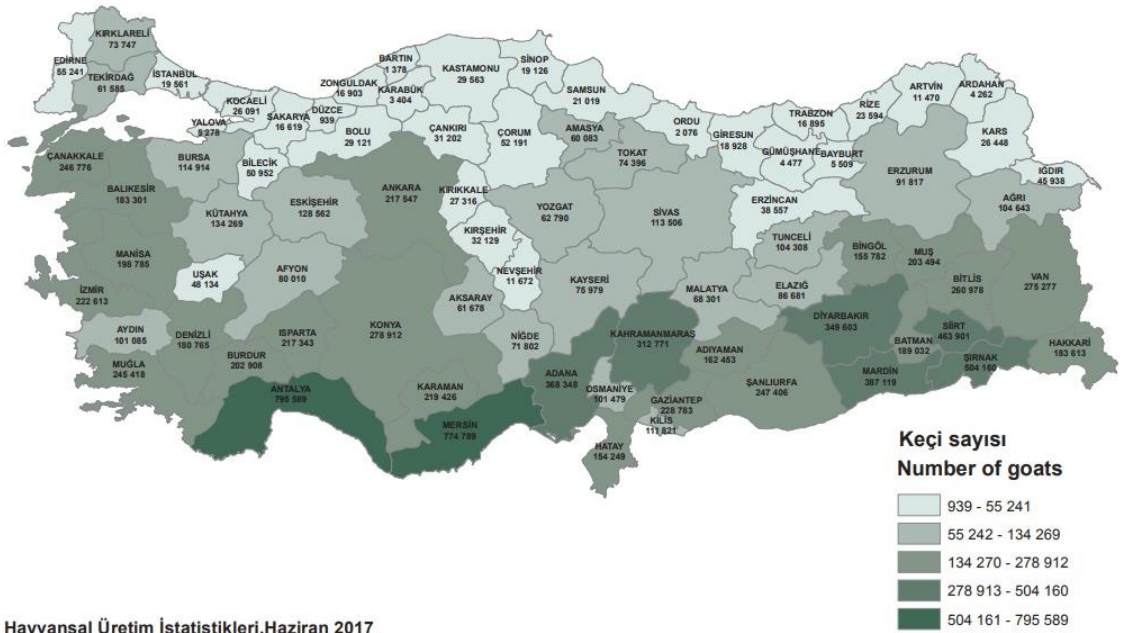 KIRKLARELİ
73 747
EDİRNE
55 241
TEKİRDAĞ
61 585
İSTANBUL
19 561
KOCAELİ
26 091
YALOVA
5 278
SAKARYA
16 619
DÜZCE
939
ZONGULDAK
16 903
BARTIN
1 378
KARABÜK
3 404
KASTAMONU
29 563
SİNOP
19 126
SAMSUN
21 019
BOLU
29 121
ÇANKIRI
31 202
ÇORUM
52 191
AMASYA
60 083
TOKAT
74 396
ORDU
2 076
GİRESUN
18 928
TRABZON
16 895
RİZE
23 594
ARTVİN
11 470
ARDAHAN
4 262
KARS
26 448
GÜMÜŞHANE
4 477
BAYBURT
5 509
IĞDIR
45 938
ÇANAKKALE
246 776
BALIKESİR
183 301
BURSA
114 914
BİLECİK
50 952
ESKİŞEHİR
128 562
ANKARA
217 547
KIRIKKALE
27 316
KIRŞEHİR
32 129
YOZGAT
62 790
SİVAS
113 506
ERZİNCAN
38 557
ERZURUM
91 817
AĞRI
104 643
KÜTAHYA
134 269
MANİSA
198 785
İZMİR
222 613
UŞAK
48 134
AFYON
80 010
NEVŞEHİR
11 672
KAYSERİ
75 979
AKSARAY
61 678
NİĞDE
71 802
MALATYA
68 301
ELAZIĞ
86 681
TUNCELİ
104 308
BİNGÖL
155 782
MUŞ
203 494
BİTLİS
260 978
VAN
275 277
AYDIN
101 085
DENİZLİ
180 765
MUĞLA
245 418
BURDUR
202 908
ISPARTA
217 343
KONYA
278 912
KARAMAN
219 426
ANTALYA
795 589
MERSİN
774 789
ADANA
368 348
KAHRAMANMARAŞ
312 771
OSMANİYE
101 479
ADIYAMAN
162 453
GAZİANTEP
228 783
KİLİS
111 821
HATAY
154 249
ŞANLIURFA
247 406
DİYARBAKIR
349 603
MARDİN
387 119
BATMAN
189 032
SİİRT
463 901
ŞIRNAK
504 160
HAKKARİ
183 613
Keçi sayısı
Number of goats
939 - 55 241
55 242 - 134 269
134 270 - 278 912
278 913 - 504 160
504 161 - 795 589
Hayvansal Üretim İstatistikleri,Haziran 2017